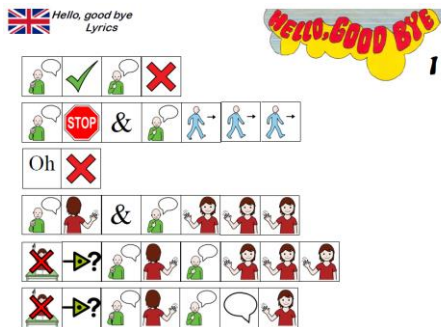 Hello, good bye
Lyrics
HELLO, GOOD BYE
1
STOP &
Oh
&
?
?